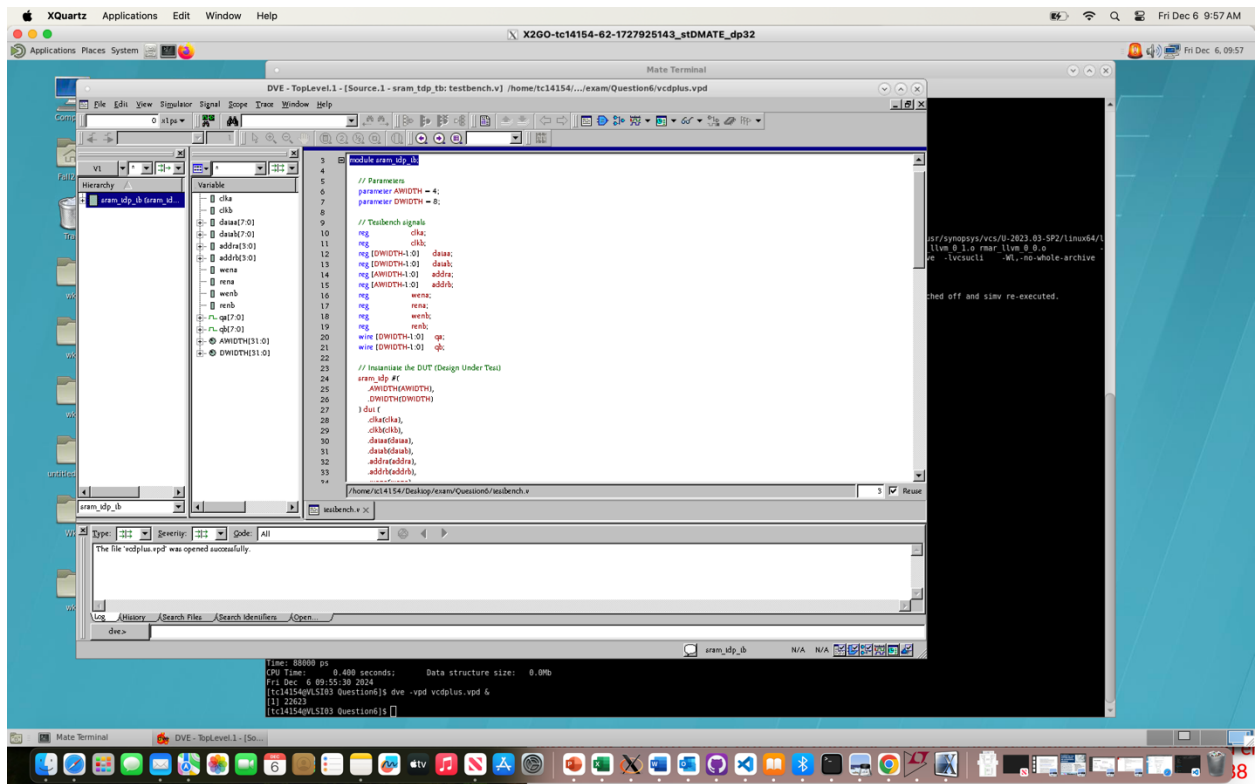 XQuartz Applications Edit Window Help Fri Dec 6 9:57 AM
X2GO-tc14154-62-1727925143_stDMATE_dp32
Applications Places System Fri Dec 6, 09:57
Mate Terminal
DVE - TopLevel.1 - [Source.1 - sram_tdp_tb: testbench.v] /home/tc14154/.../exam/Question6/vcdplus.vpd
File Edit View Simulator Signal Scope Trace Window Help
0 x1ps
V1 * *
Hierarchy Variable
sram_tdp_tb (sram_td...
clka
clkb
dataa[7:0]
datab[7:0]
addra[3:0]
addrb[3:0]
wena
rena
wenb
renb
qa[7:0]
qb[7:0]
AWIDTH[31:0]
DWIDTH[31:0]
3 module sram_tdp_tb;
4
5 // Parameters
6 parameter AWIDTH = 4;
7 parameter DWIDTH = 8;
8
9 // Testbench signals
10 reg clka;
11 reg clkb;
12 reg [DWIDTH-1:0] dataa;
13 reg [DWIDTH-1:0] datab;
14 reg [AWIDTH-1:0] addra;
15 reg [AWIDTH-1:0] addrb;
16 reg wena;
17 reg rena;
18 reg wenb;
19 reg renb;
20 wire [DWIDTH-1:0] qa;
21 wire [DWIDTH-1:0] qb;
22
23 // Instantiate the DUT (Design Under Test)
24 sram_tdp #(
25 .AWIDTH(AWIDTH),
26 .DWIDTH(DWIDTH)
27 ) dut (
28 .clka(clka),
29 .clkb(clkb),
30 .dataa(dataa),
31 .datab(datab),
32 .addra(addra),
33 .addrb(addrb),
/home/tc14154/Desktop/exam/Question6/testbench.v 3 Reuse
sram_tdp_tb
testbench.v
usr/synopsys/vcs/U-2023.03-SP2/linux64/l
llvm_0_1.o rmar_llvm_0_0.o
ve -lvcsucli -Wl,-no-whole-archive
ched off and simv re-executed.
Type: Severity: Code: All
The file 'vcdplus.vpd' was opened successfully.
Log History Search Files Search Identifiers Open...
dve>
sram_tdp_tb N/A N/A
Time: 88000 ps
CPU Time: 0.400 seconds; Data structure size: 0.0Mb
Fri Dec 6 09:55:30 2024
[tc14154@VLSI03 Question6]$ dve -vpd vcdplus.vpd &
[1] 22623
[tc14154@VLSI03 Question6]$
Mate Terminal DVE - TopLevel.1 - [So...